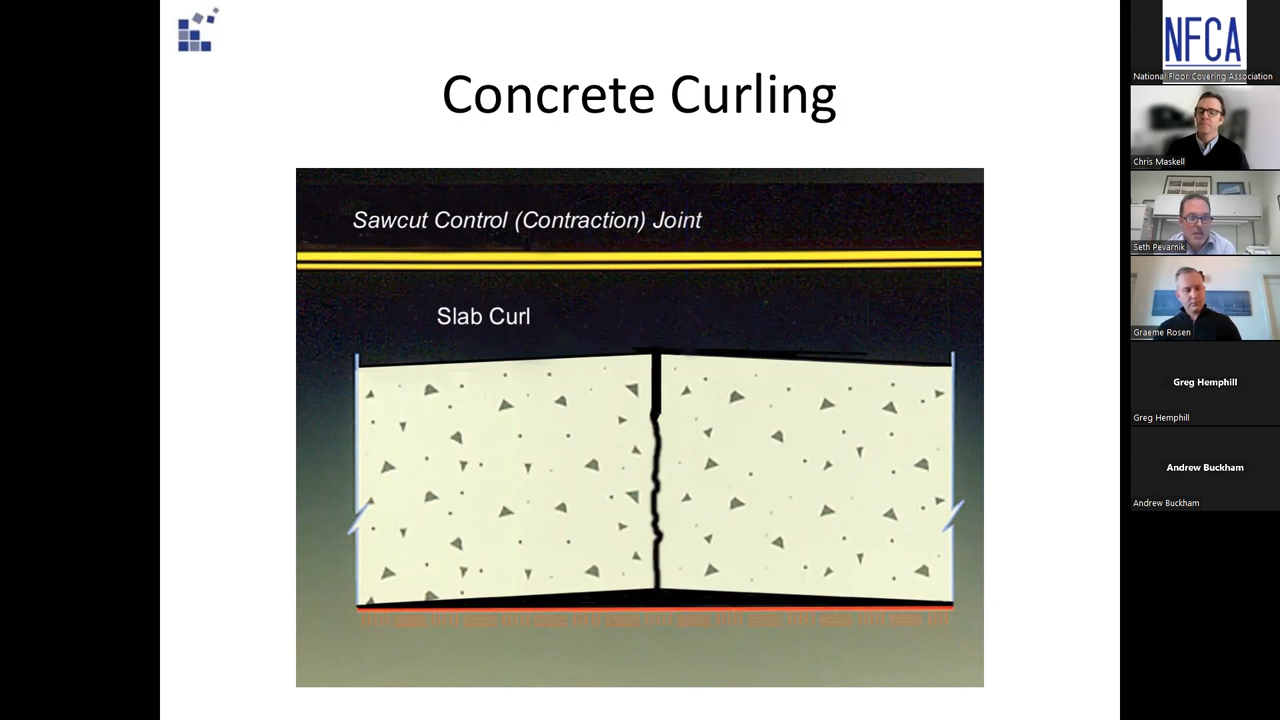 Concrete Curling
Sawcut Control (Contraction) Joint
Slab Curl
NFCA
National Floor Covering Association
Chris Maskell
Seth Pevarnik
Graeme Rosen
Greg Hemphill
Greg Hemphill
Andrew Buckham
Andrew Buckham